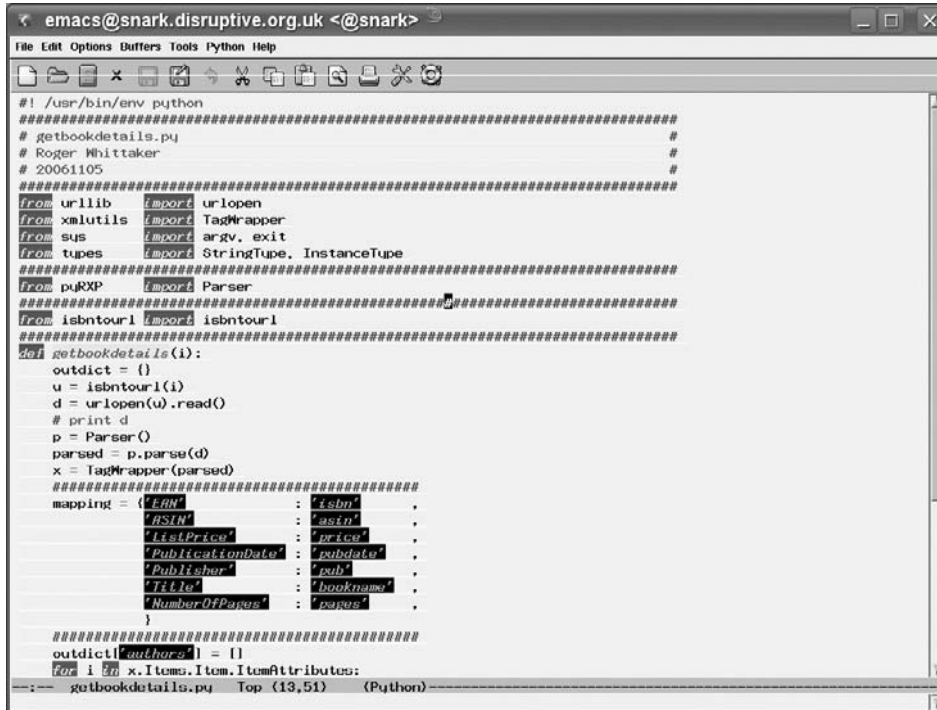 emacs@snark.disruptive.org.uk <@snark>
File Edit Options Buffers Tools Python Help
#! /usr/bin/env python
###############################################################################
# getbookdetails.py #
# Roger Whittaker #
# 20061105 #
###############################################################################
from urllib import urlopen
from xmlutils import TagWrapper
from sys import argv, exit
from types import StringType, InstanceType
###############################################################################
from pyRXP import Parser
###############################################################################
from isbntourl import isbntourl
###############################################################################
def getbookdetails(i):
    outdict = {}
    u = isbntourl(i)
    d = urlopen(u).read()
    # print d
    p = Parser()
    parsed = p.parse(d)
    x = TagWrapper(parsed)
    ############################################
    mapping = {'EAN' : 'isbn' ,
               'ASIN' : 'asin' ,
               'ListPrice' : 'price' ,
               'PublicationDate' : 'pubdate' ,
               'Publisher' : 'pub' ,
               'Title' : 'bookname' ,
               'NumberOfPages' : 'pages' ,
               }
    ############################################
    outdict['authors'] = []
    for i in x.Items.Item.ItemAttributes:
--:-- getbookdetails.py Top (13,51) (Python)--------------------------------------------------------------